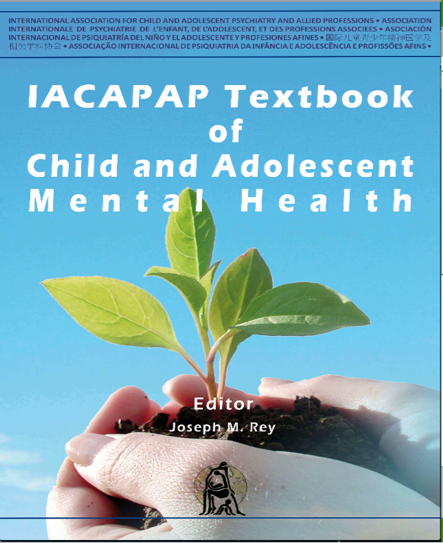 INTERNATIONAL ASSOCIATION FOR CHILD AND ADOLESCENT PSYCHIATRY AND ALLIED PROFESSIONS • ASSOCIATION
INTERNATIONALE DE PSYCHIATRIE DE L'ENFANT, DE L'ADOLESCENT, ET DES PROFESSIONS ASSOCIEES • ASOCIACIÓN
INTERNACIONAL DE PSIQUIATRÍA DEL NIÑO Y EL ADOLESCENTE Y PROFESIONES AFINES • 国际儿童青少年精神医学及
相关学科协会 • ASSOCIAÇÃO INTERNACIONAL DE PSIQUIATRIA DA INFÂNCIA E ADOLESCÊNCIA E PROFISSÕES AFINS •
IACAPAP Textbook
of
Child and Adolescent
Mental Health
Editor
Joseph M. Rey